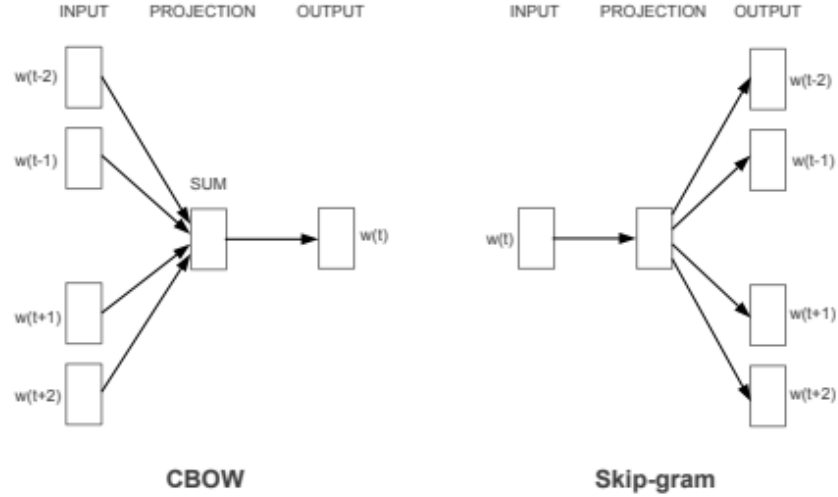 INPUT PROJECTION OUTPUT
w(t-2)
w(t-1)
SUM
w(t)
w(t+1)
w(t+2)
CBOW
INPUT PROJECTION OUTPUT
w(t-2)
w(t-1)
w(t)
w(t+1)
w(t+2)
Skip-gram